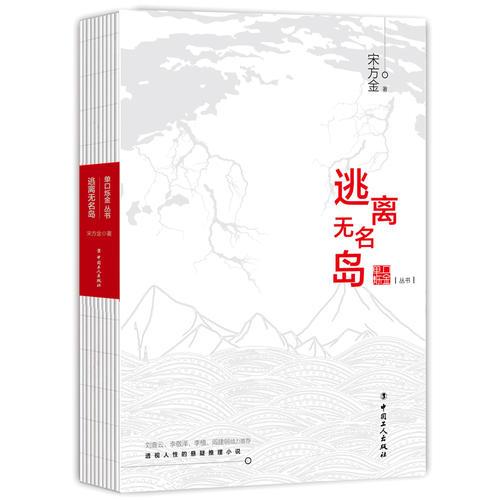 宋方金 著
逃离
无名
岛
单口
烁金
丛书
中国工人出版社
刘震云、李敬泽、李樯、阎建钢倾力推荐
透视人性的悬疑推理小说
单口烁金 丛书
逃离无名岛
宋方金 著
中国工人出版社